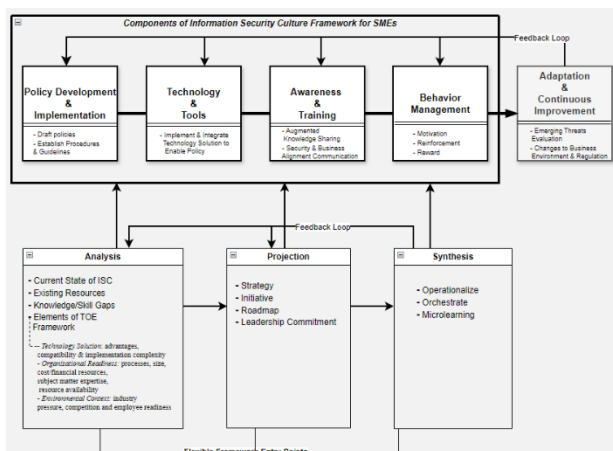 Components of Information Security Culture Framework for SMEs
Feedback Loop
Policy Development
&
Implementation
- Draft policies
- Establish Procedures
& Guidelines
Technology
&
Tools
- Implement & Integrate
Technology Solution to
Enable Policy
Awareness
&
Training
- Augmented
Knowledge Sharing
- Security & Business
Alignment Communication
Behavior
Management
- Motivation
- Reinforcement
- Reward
Adaptation
&
Continuous
Improvement
- Emerging Threats
Evaluation
- Changes to Business
Environment & Regulation
Feedback Loop
Analysis
- Current State of ISC
- Existing Resources
- Knowledge/Skill Gaps
- Elements of TOE
Framework
- Technology Solution: advantages,
compatibility & implementation complexity
- Organizational Readiness: processes, size,
cost/financial resources,
subject matter expertise,
resource availability
- Environmental Context: industry
pressure, competition and employee readiness
Projection
- Strategy
- Initiative
- Roadmap
- Leadership Commitment
Synthesis
- Operationalize
- Orchestrate
- Microlearning
Flexible Framework Entry Points